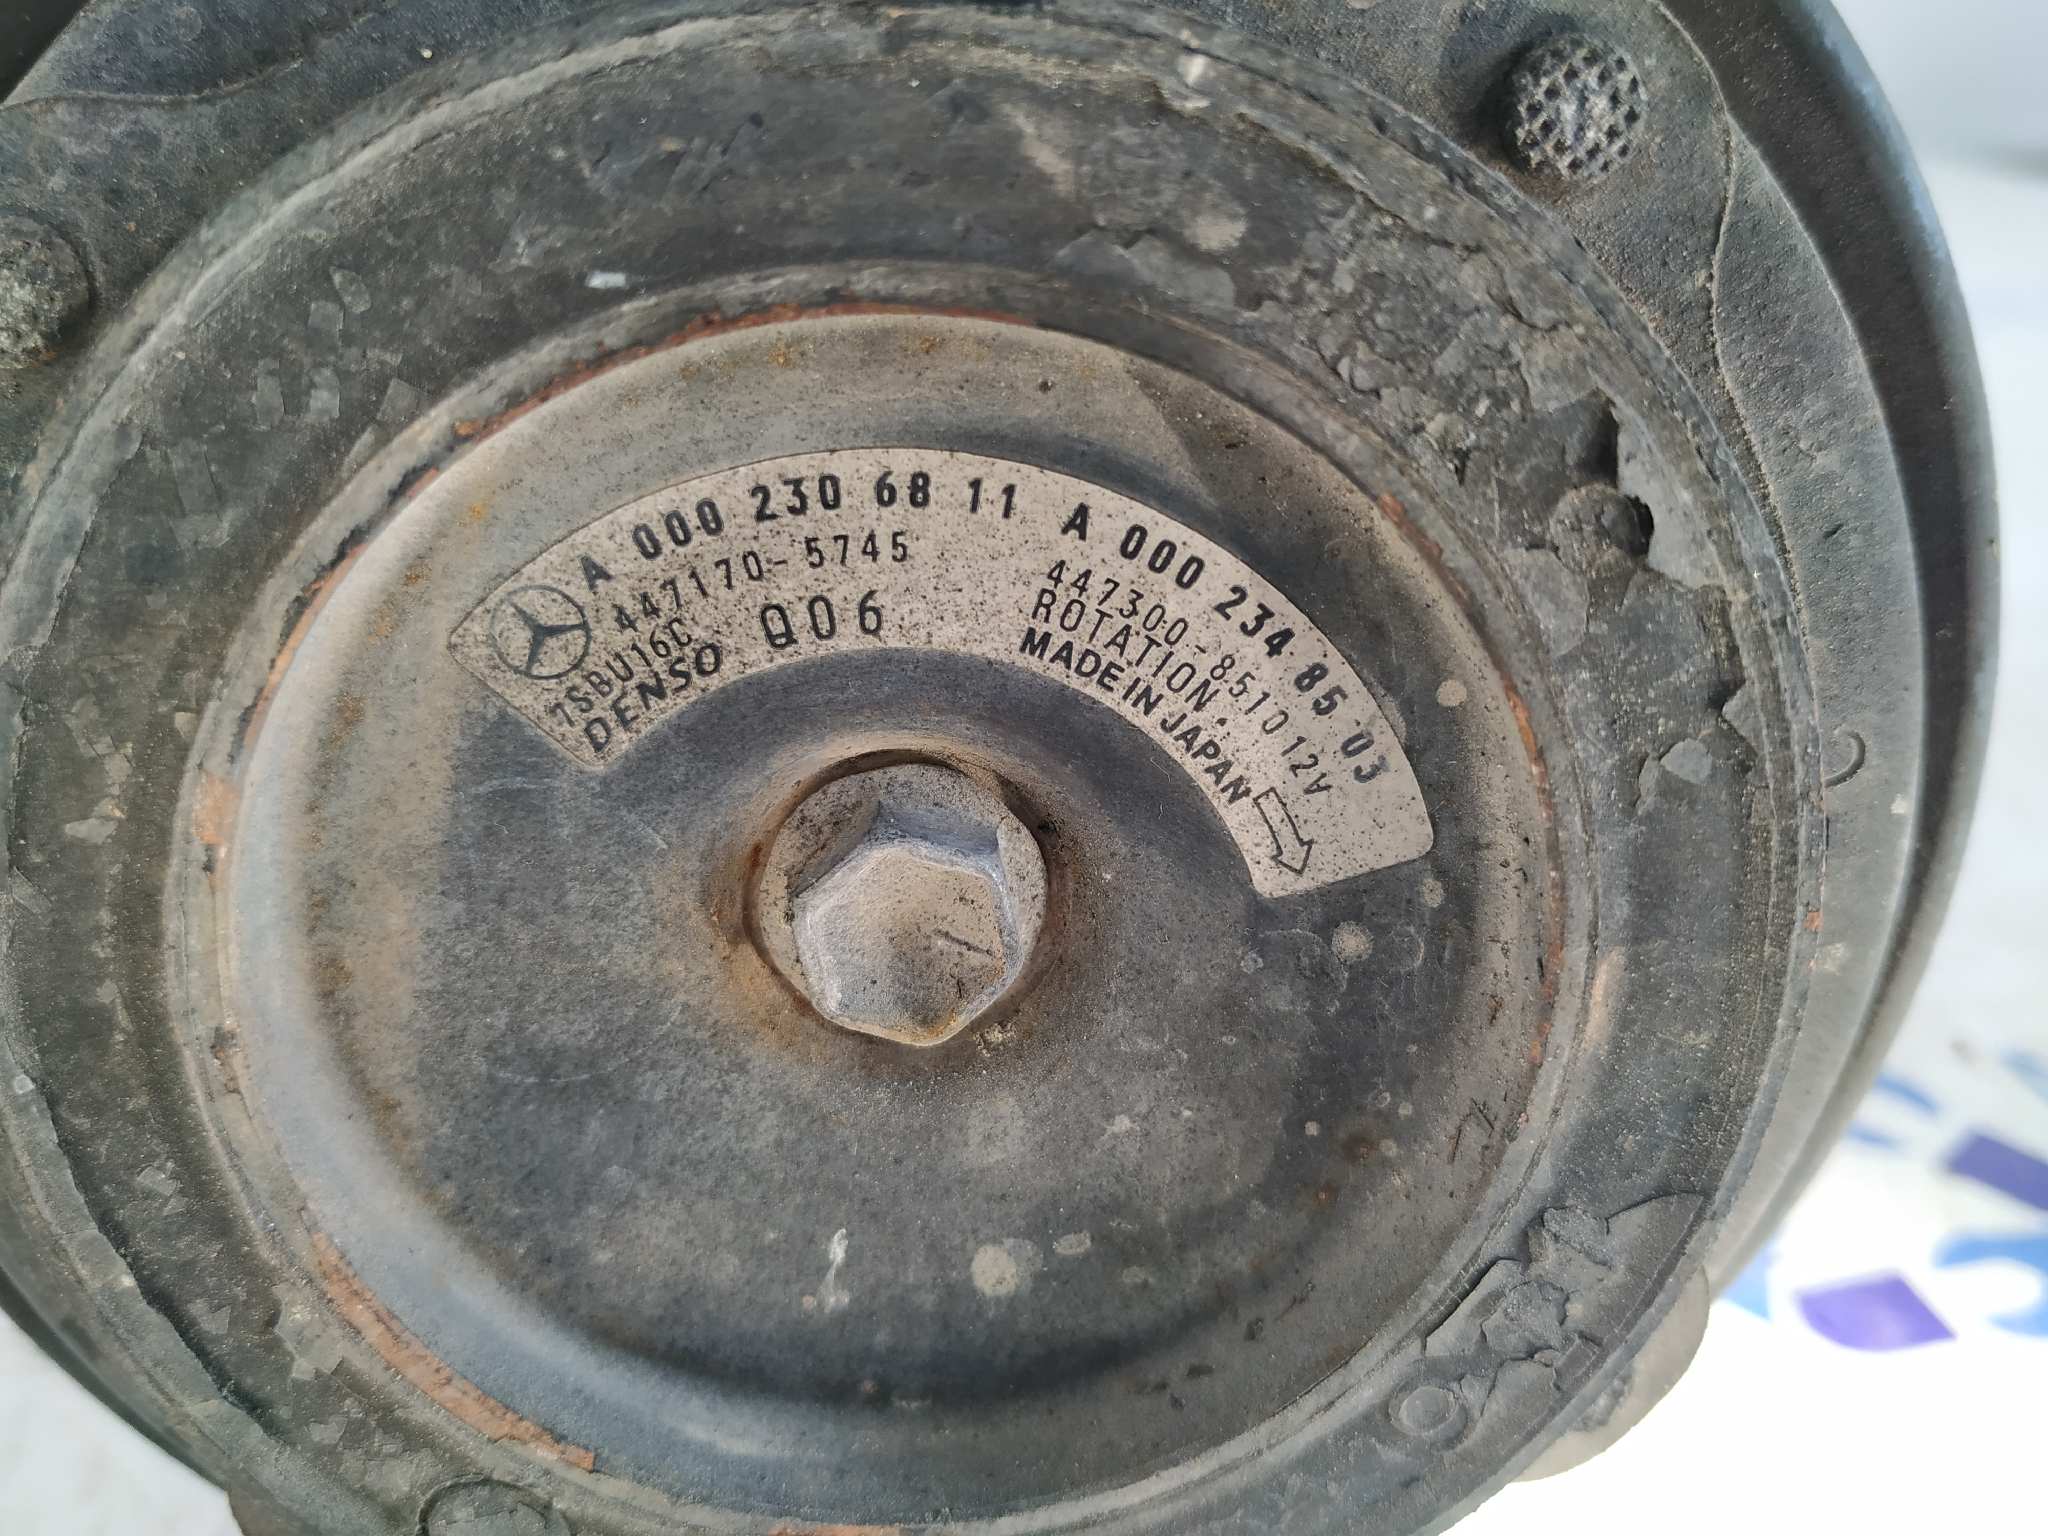 A 000 230 68 11 A 000 234 85 03
447170-5745 447300-8510 12V
7SBU16C ROTATION
DENSO Q06 MADE IN JAPAN